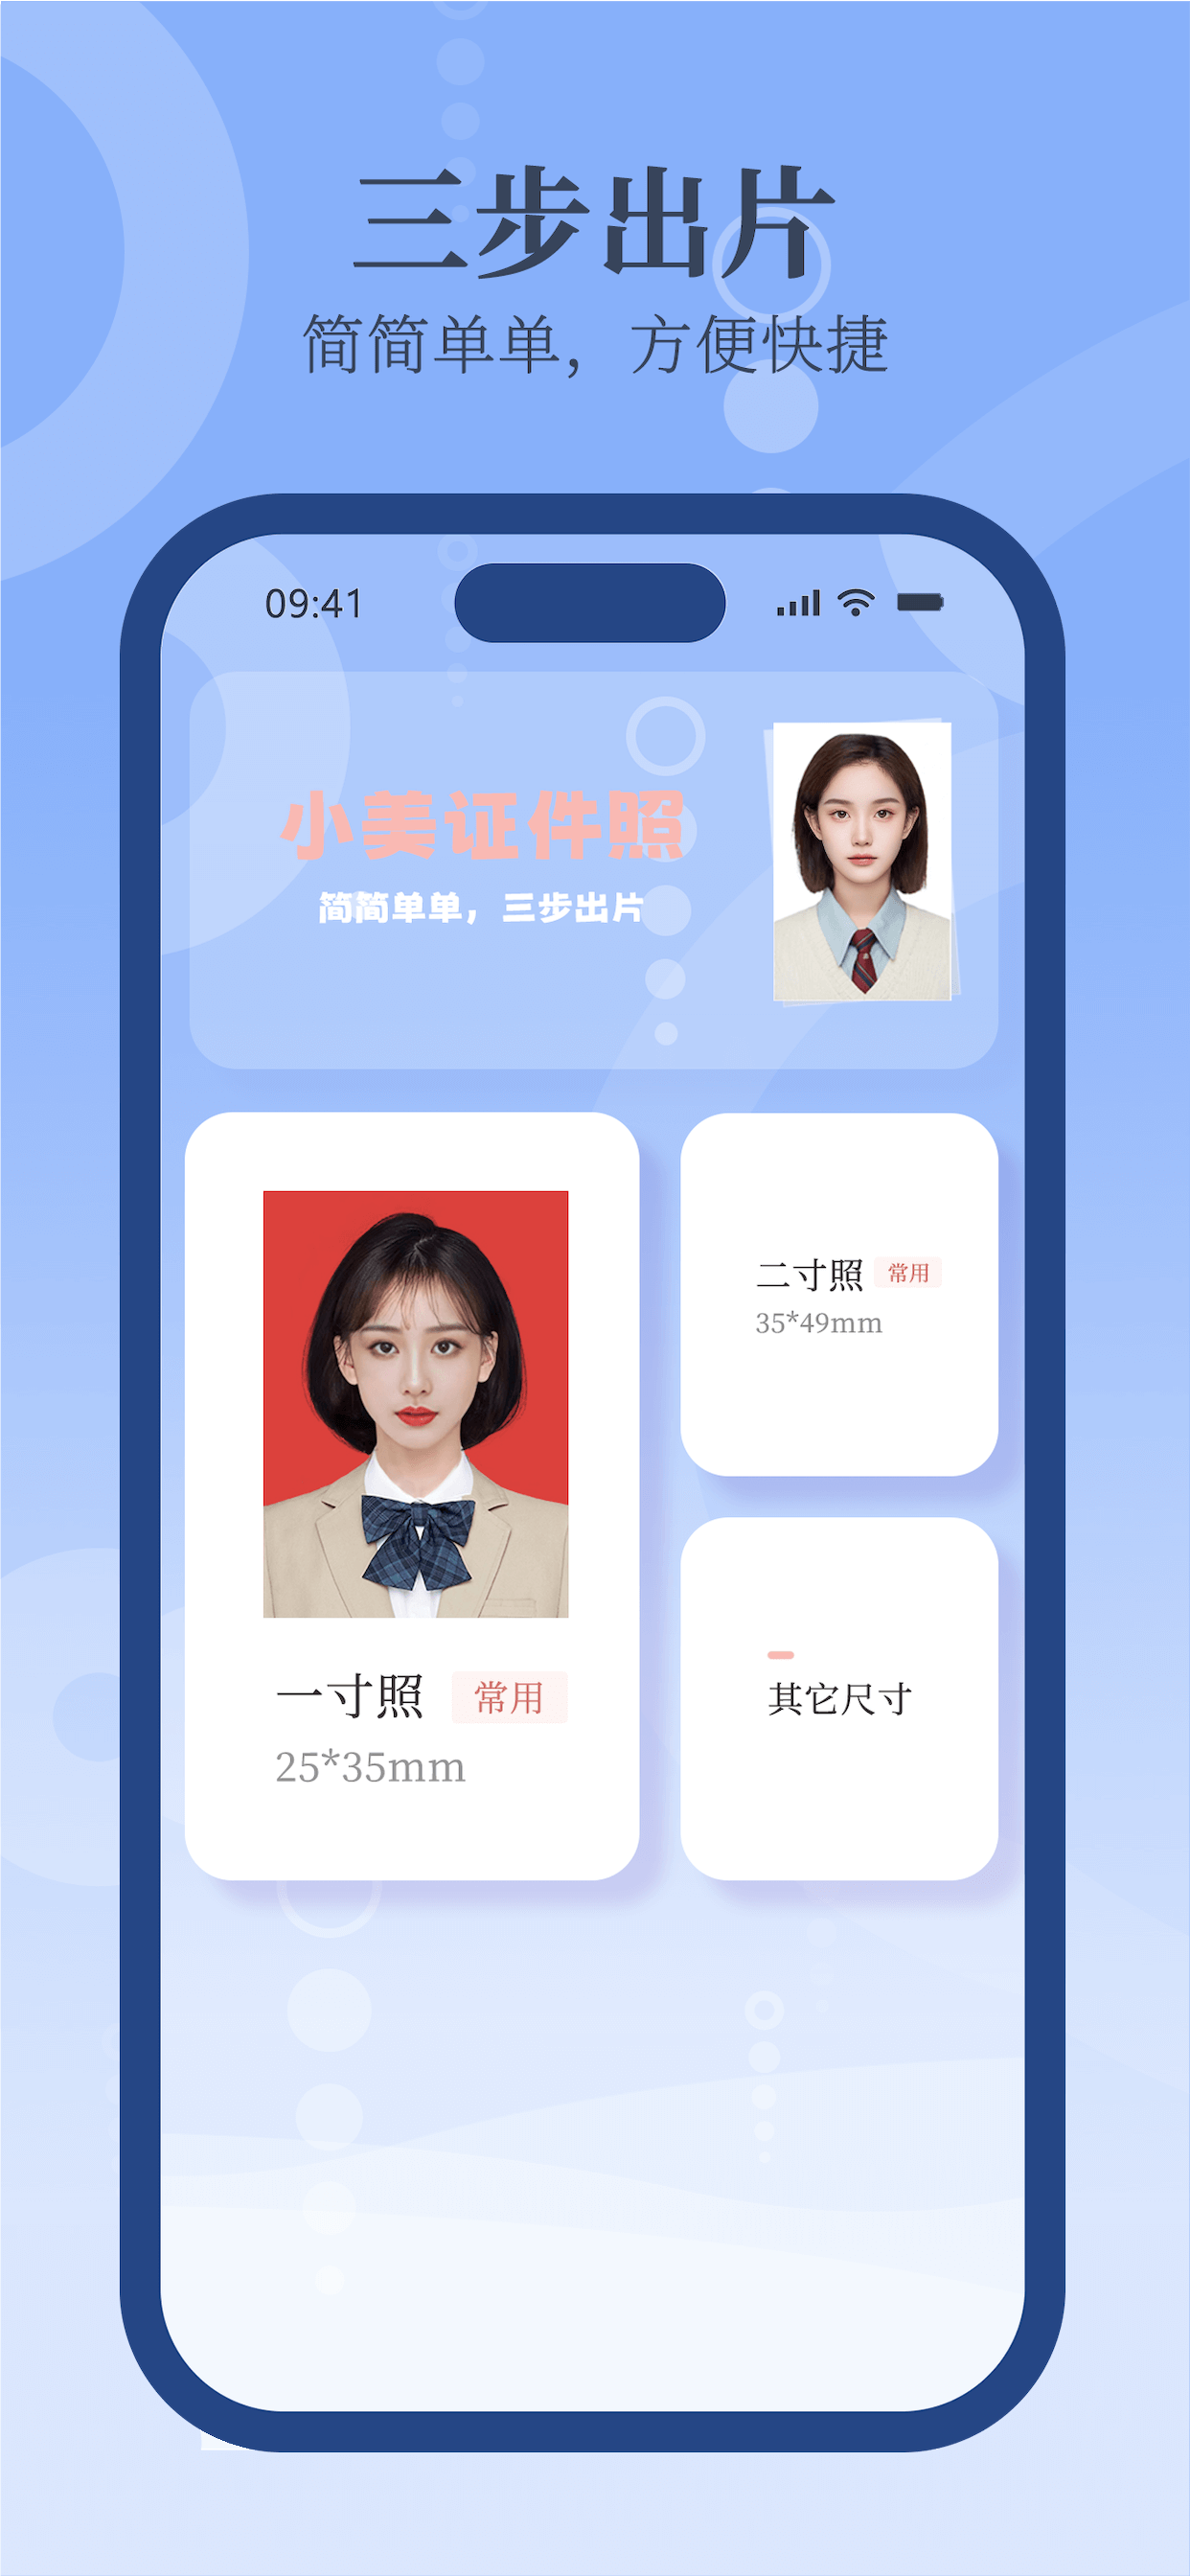 三步出片
简简单单，方便快捷
09:41
小美证件照
简简单单，三步出片
一寸照 常用
25*35mm
二寸照 常用
35*49mm
其它尺寸